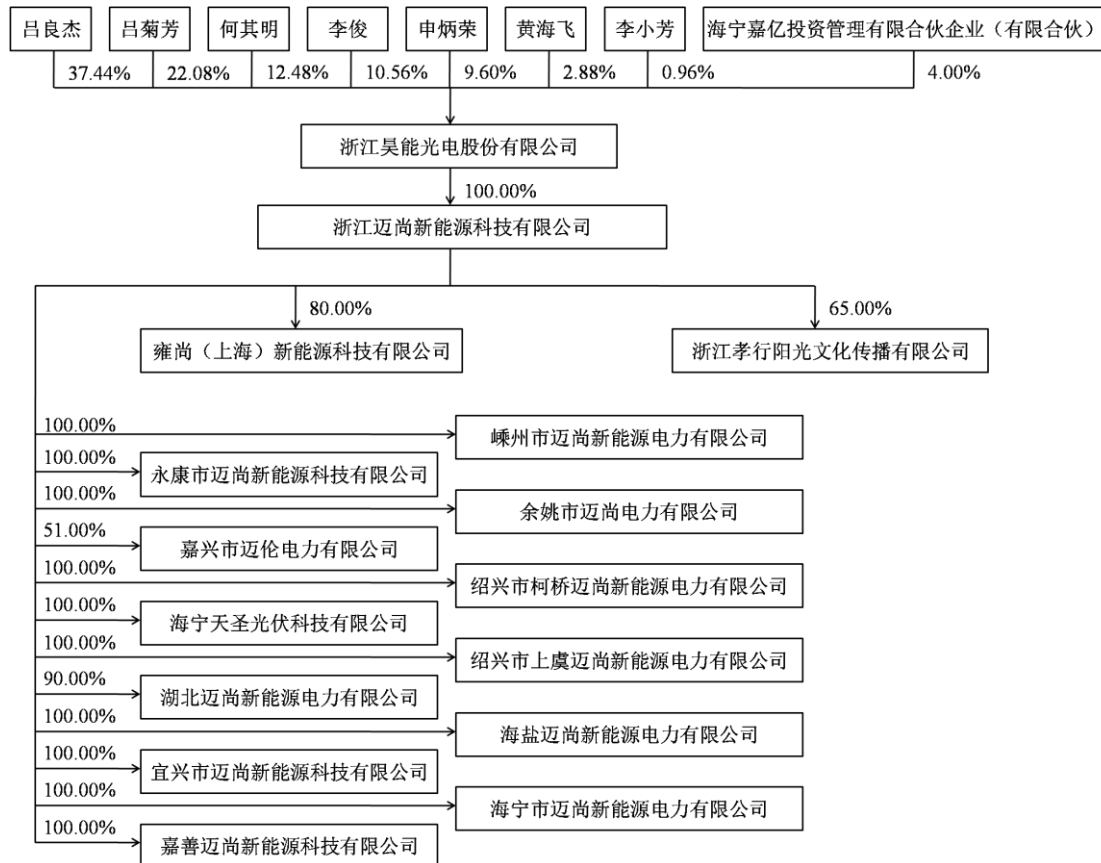 吕良杰
吕菊芳
何其明
李俊
申炳荣
黄海飞
李小芳
海宁嘉亿投资管理有限合伙企业（有限合伙）
37.44%
22.08%
12.48%
10.56%
9.60%
2.88%
0.96%
4.00%
浙江昊能光电股份有限公司
100.00%
浙江迈尚新能源科技有限公司
80.00%
65.00%
雍尚（上海）新能源科技有限公司
浙江孝行阳光文化传播有限公司
100.00%
嵊州市迈尚新能源电力有限公司
100.00%
永康市迈尚新能源科技有限公司
100.00%
余姚市迈尚电力有限公司
51.00%
嘉兴市迈伦电力有限公司
100.00%
绍兴市柯桥迈尚新能源电力有限公司
100.00%
海宁天圣光伏科技有限公司
100.00%
绍兴市上虞迈尚新能源电力有限公司
90.00%
湖北迈尚新能源电力有限公司
100.00%
海盐迈尚新能源电力有限公司
100.00%
宜兴市迈尚新能源科技有限公司
100.00%
海宁市迈尚新能源电力有限公司
100.00%
嘉善迈尚新能源科技有限公司